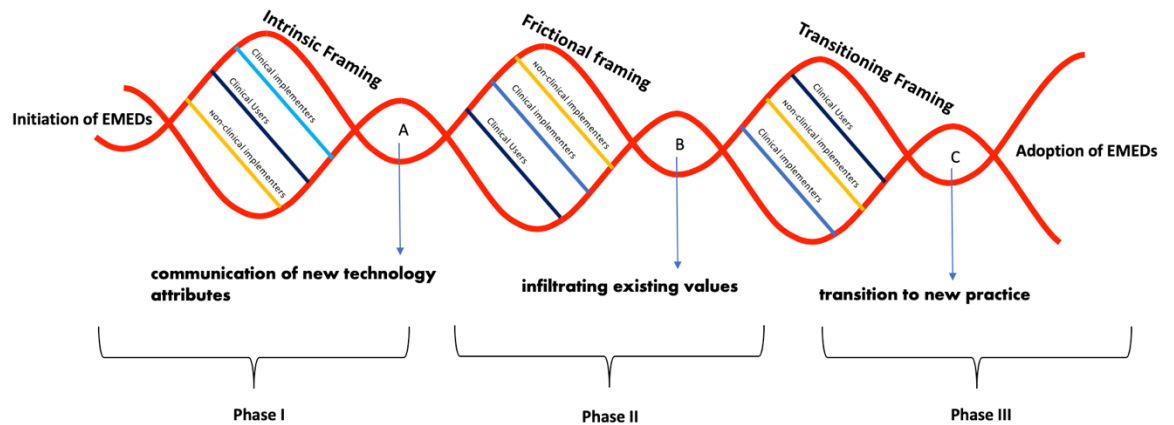 Initiation of EMEDs
Intrinsic Framing
Clinical implementers
Clinical Users
non-clinical implementers
A
communication of new technology
attributes
Phase I
Frictional framing
non-clinical implementers
Clinical implementers
Clinical Users
B
infiltrating existing values
Phase II
Transitioning Framing
Clinical Users
non-clinical implementers
Clinical implementers
C
transition to new practice
Phase III
Adoption of EMEDs